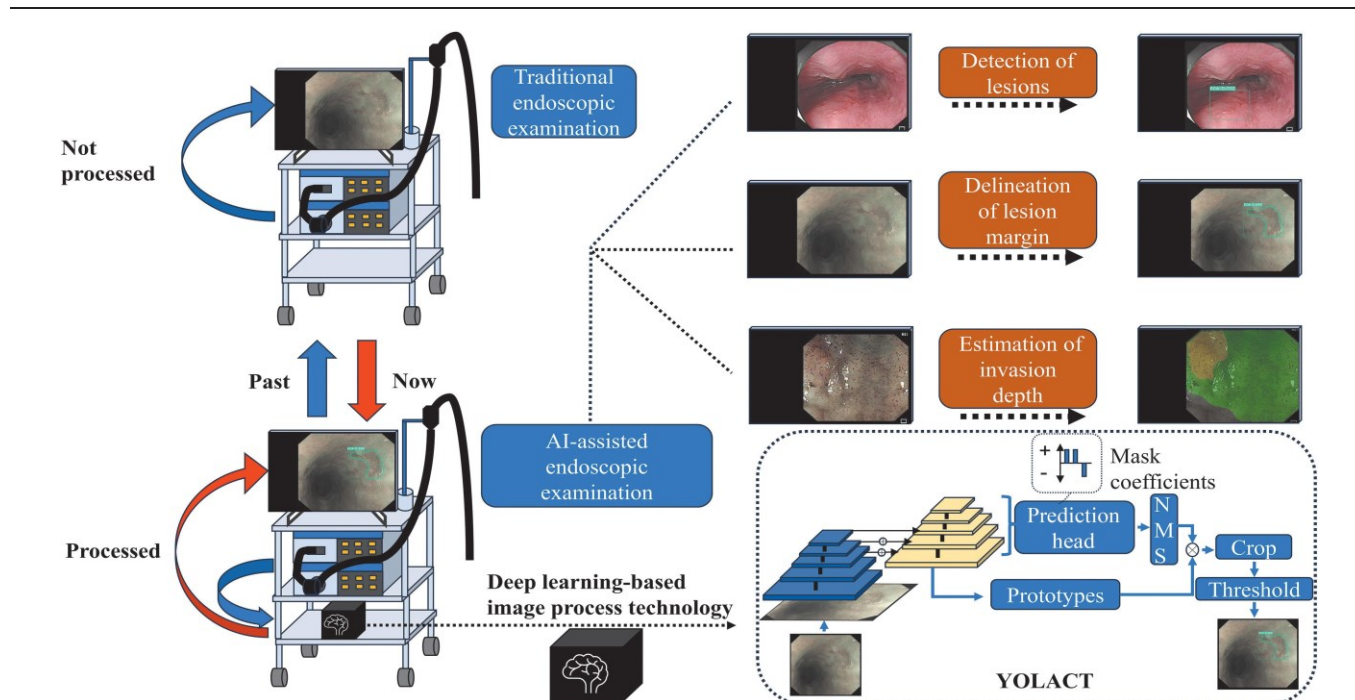 Traditional
endoscopic
examination
Not
processed
Past
Now
AI-assisted
endoscopic
examination
Processed
Deep learning-based
image process technology
Detection of
lesions
Delineation
of lesion
margin
Estimation of
invasion
depth
+
-
Mask
coefficients
Prediction
head
N
M
S
Crop
Prototypes
Threshold
YOLACT